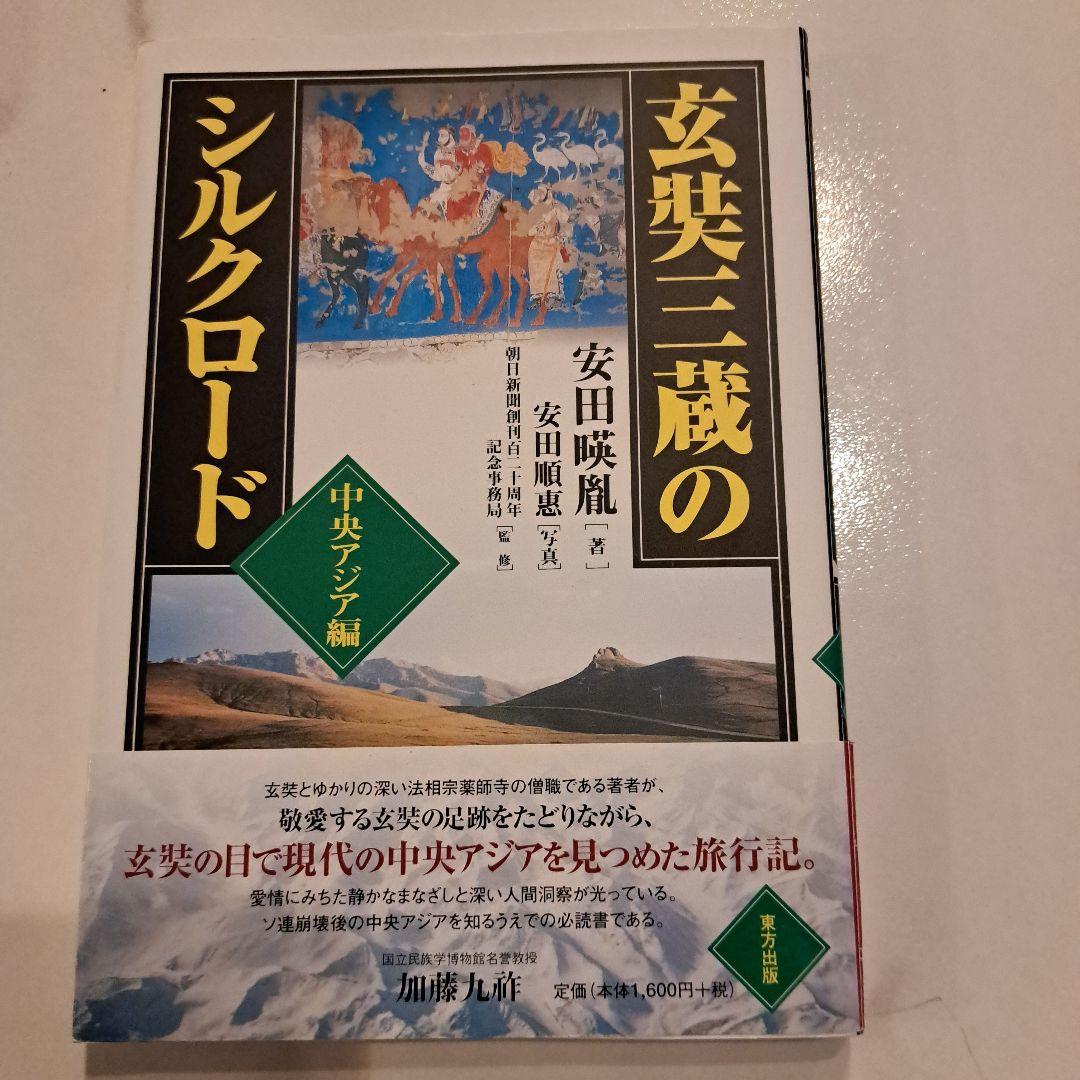 玄奘三蔵の
シルクロード
中央アジア編
安田暎胤[著]
安田順惠[写真]
朝日新聞創刊百二十周年
記念事務局[監修]
玄奘とゆかりの深い法相宗薬師寺の僧職である著者が、
敬愛する玄奘の足跡をたどりながら、
玄奘の目で現代の中央アジアを見つめた旅行記。
愛情にみちた静かなまなざしと深い人間洞察が光っている。
ソ連崩壊後の中央アジアを知るうえでの必読書である。
国立民族学博物館名誉教授
加藤九祚
定価(本体1,600円+税)
東方出版